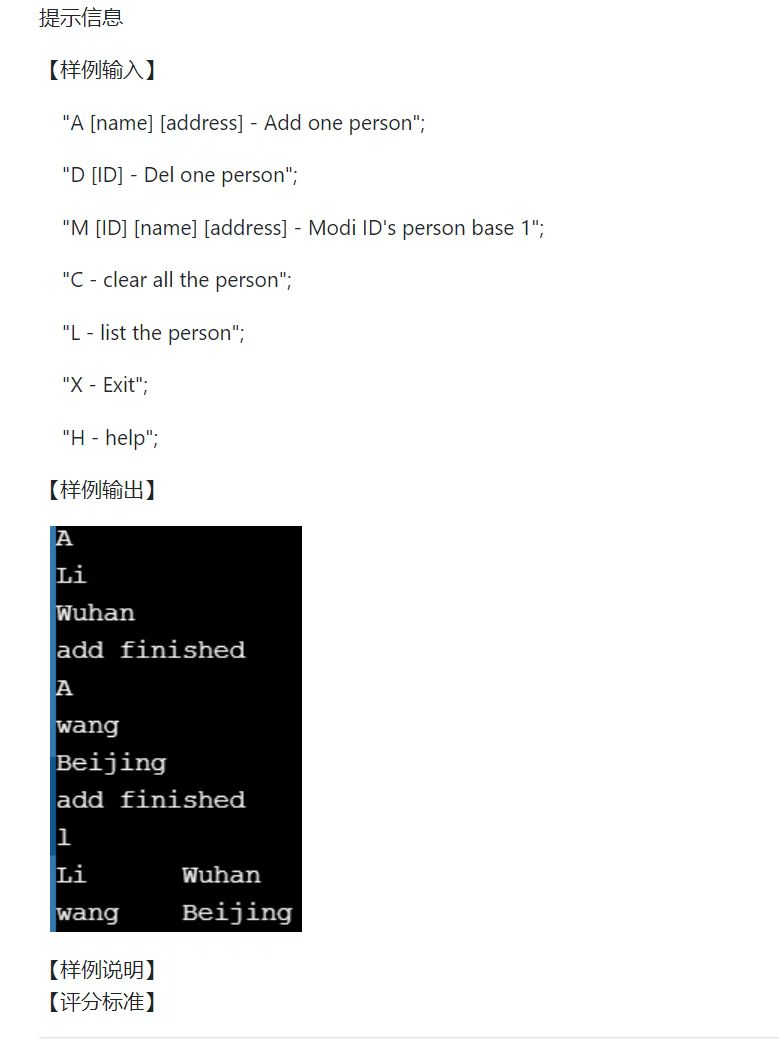 提示信息
【样例输入】
"A [name] [address] - Add one person";
"D [ID] - Del one person";
"M [ID] [name] [address] - Modi ID's person base 1";
"C - clear all the person";
"L - list the person";
"X - Exit";
"H - help";
【样例输出】
A
Li
Wuhan
add finished
A
wang
Beijing
add finished
l
Li Wuhan
wang Beijing
【样例说明】
【评分标准】